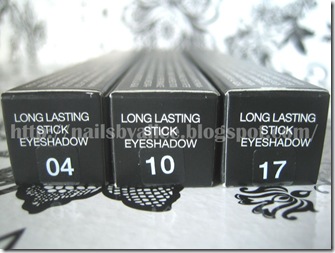 LONG LASTING
STICK
EYESHADOW
04
LONG LASTING
STICK
EYESHADOW
10
LONG LASTING
STICK
EYESHADOW
17